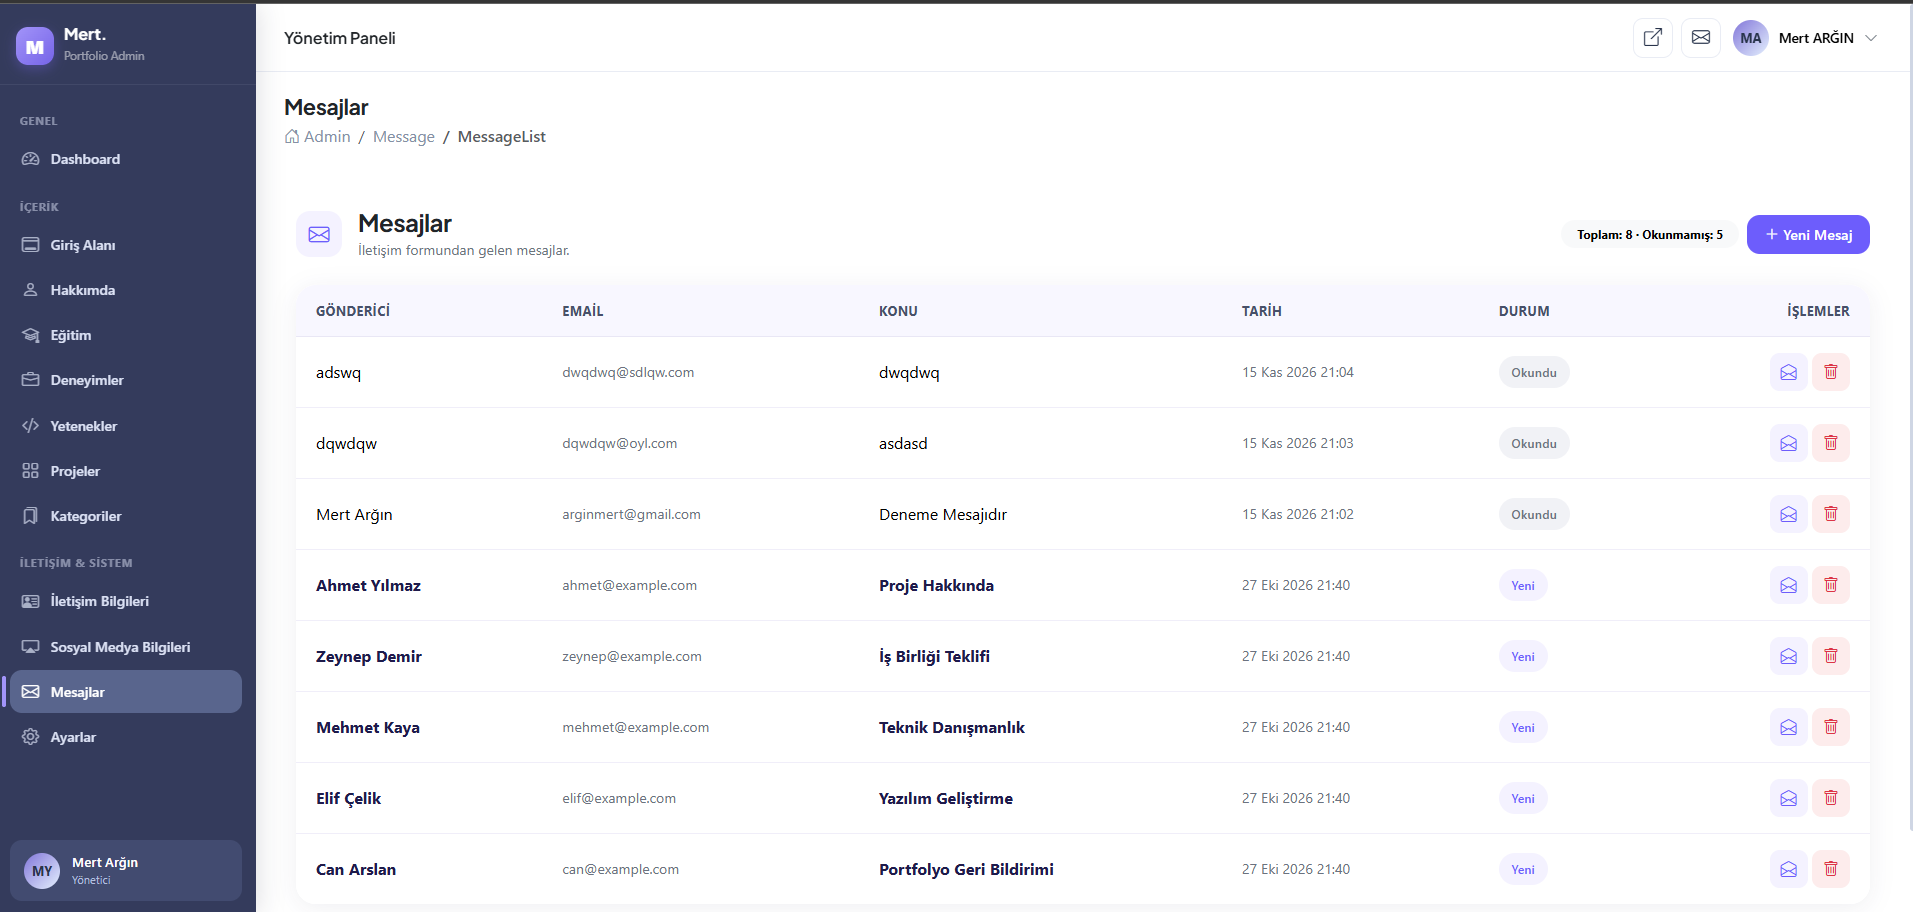 M
Mert.
Portfolio Admin
GENEL
Dashboard
İÇERİK
Giriş Alanı
Hakkımda
Eğitim
Deneyimler
Yetenekler
Projeler
Kategoriler
İLETİŞİM & SİSTEM
İletişim Bilgileri
Sosyal Medya Bilgileri
Mesajlar
Ayarlar
MY
Mert Arğın
Yönetici
Yönetim Paneli
MA
Mert ARĞIN
Mesajlar
Admin / Message / MessageList
Mesajlar
İletişim formundan gelen mesajlar.
Toplam: 8 · Okunmamış: 5
+ Yeni Mesaj
GÖNDERİCİ EMAİL KONU TARİH DURUM İŞLEMLER
adswq dwqdwq@sdlqw.com dwqdwq 15 Kas 2026 21:04 Okundu
dqwdqw dqwdqw@oyl.com asdasd 15 Kas 2026 21:03 Okundu
Mert Arğın arginmert@gmail.com Deneme Mesajıdır 15 Kas 2026 21:02 Okundu
Ahmet Yılmaz ahmet@example.com Proje Hakkında 27 Eki 2026 21:40 Yeni
Zeynep Demir zeynep@example.com İş Birliği Teklifi 27 Eki 2026 21:40 Yeni
Mehmet Kaya mehmet@example.com Teknik Danışmanlık 27 Eki 2026 21:40 Yeni
Elif Çelik elif@example.com Yazılım Geliştirme 27 Eki 2026 21:40 Yeni
Can Arslan can@example.com Portfolyo Geri Bildirimi 27 Eki 2026 21:40 Yeni